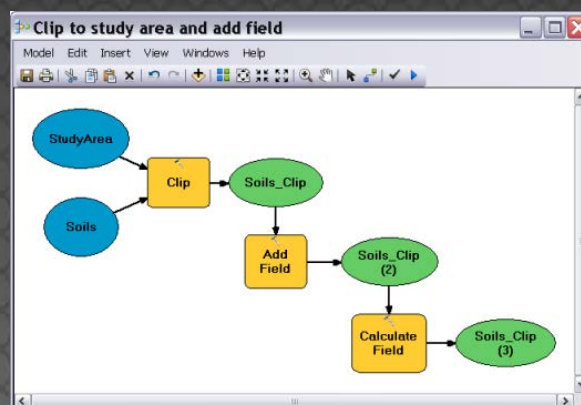 Clip to study area and add field
Model Edit Insert View Windows Help
StudyArea
Clip
Soils_Clip
Soils
Add
Field
Soils_Clip
(2)
Calculate
Field
Soils_Clip
(3)